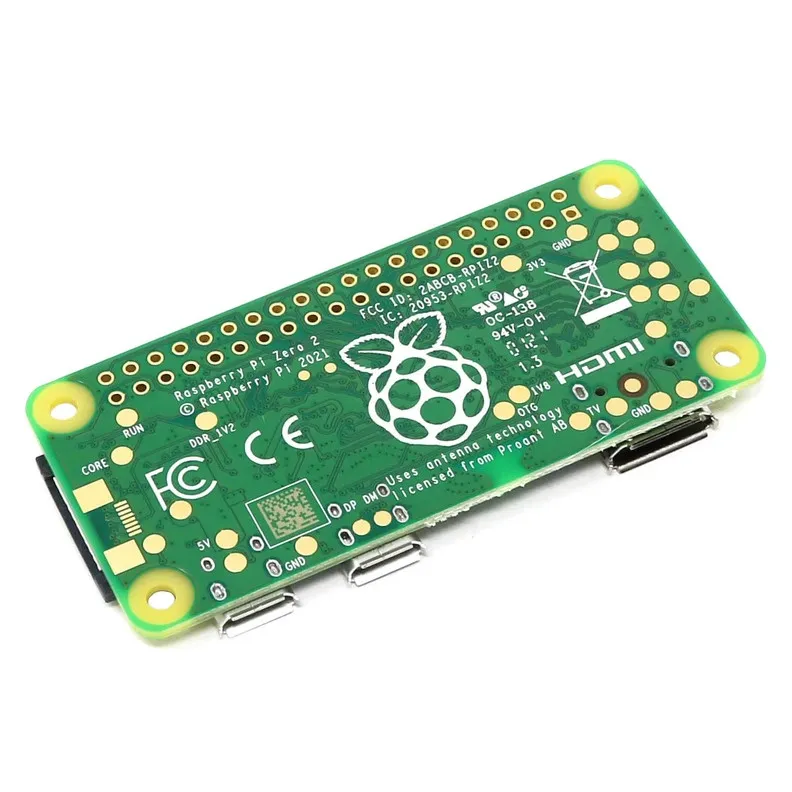 GND
3V3
FCC ID: 2ABCB-RPIZ2
IC: 20953-RPIZ2
OC-13B
94V-0H
0121
1.3
HDMI
Raspberry Pi Zero 2
© Raspberry Pi 2021
RUN
DDR_1V2
CORE
FC
CE
1V8
OTG
TV
GND
Uses antenna technology
licensed from Proant AB
DP DM
5V
GND